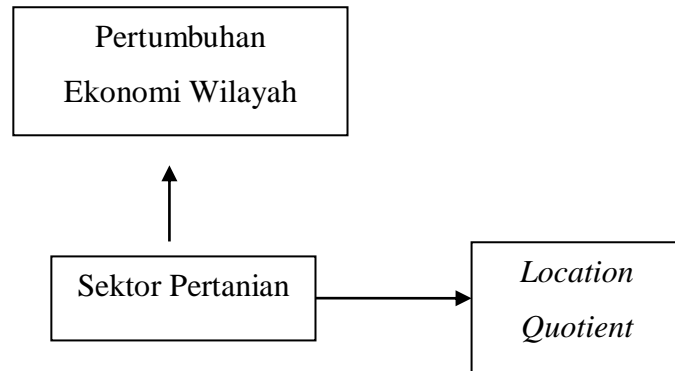 Pertumbuhan
Ekonomi Wilayah
Sektor Pertanian
Location
Quotient